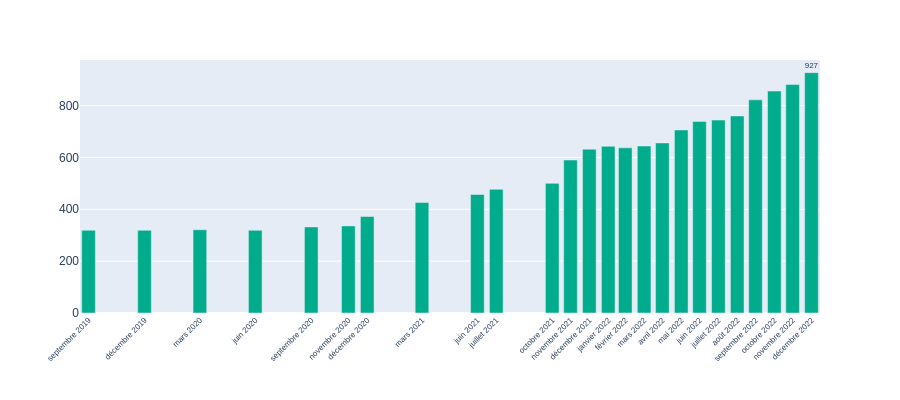 927
800
600
400
200
0
septembre 2019
décembre 2019
mars 2020
juin 2020
septembre 2020
novembre 2020
décembre 2020
mars 2021
juin 2021
juillet 2021
octobre 2021
novembre 2021
décembre 2021
janvier 2022
février 2022
mars 2022
avril 2022
mai 2022
juin 2022
juillet 2022
août 2022
septembre 2022
octobre 2022
novembre 2022
décembre 2022